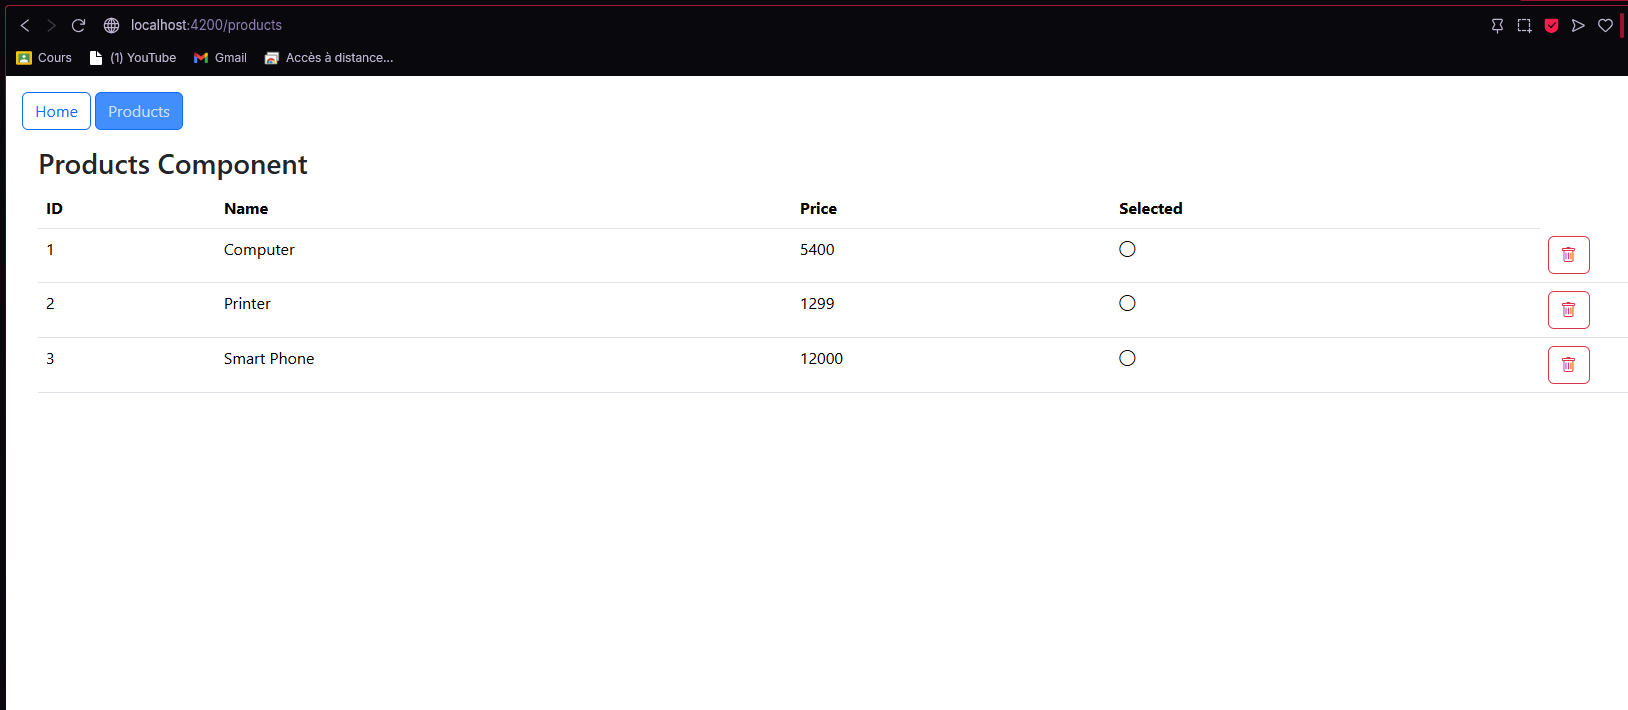 localhost:4200/products
Cours (1) YouTube Gmail Accès à distance...
Home Products
Products Component
ID Name Price Selected
1 Computer 5400
2 Printer 1299
3 Smart Phone 12000